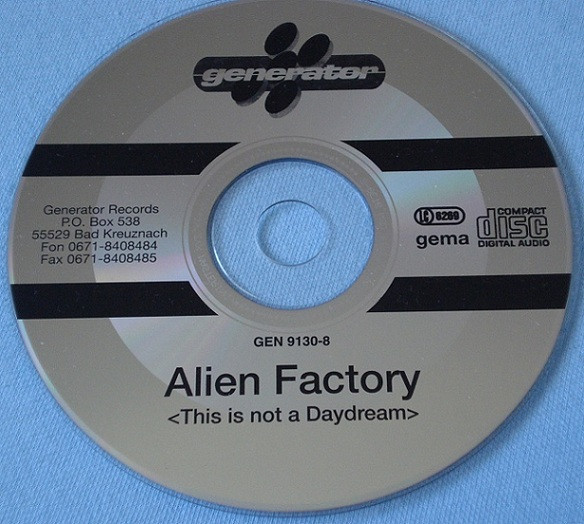 generator
Generator Records
P.O. Box 538
55529 Bad Kreuznach
Fon 0671-8408484
Fax 0671-8408485
LC 6269
gema
COMPACT
disc
DIGITAL AUDIO
GEN 9130-8
Alien Factory
<This is not a Daydream>